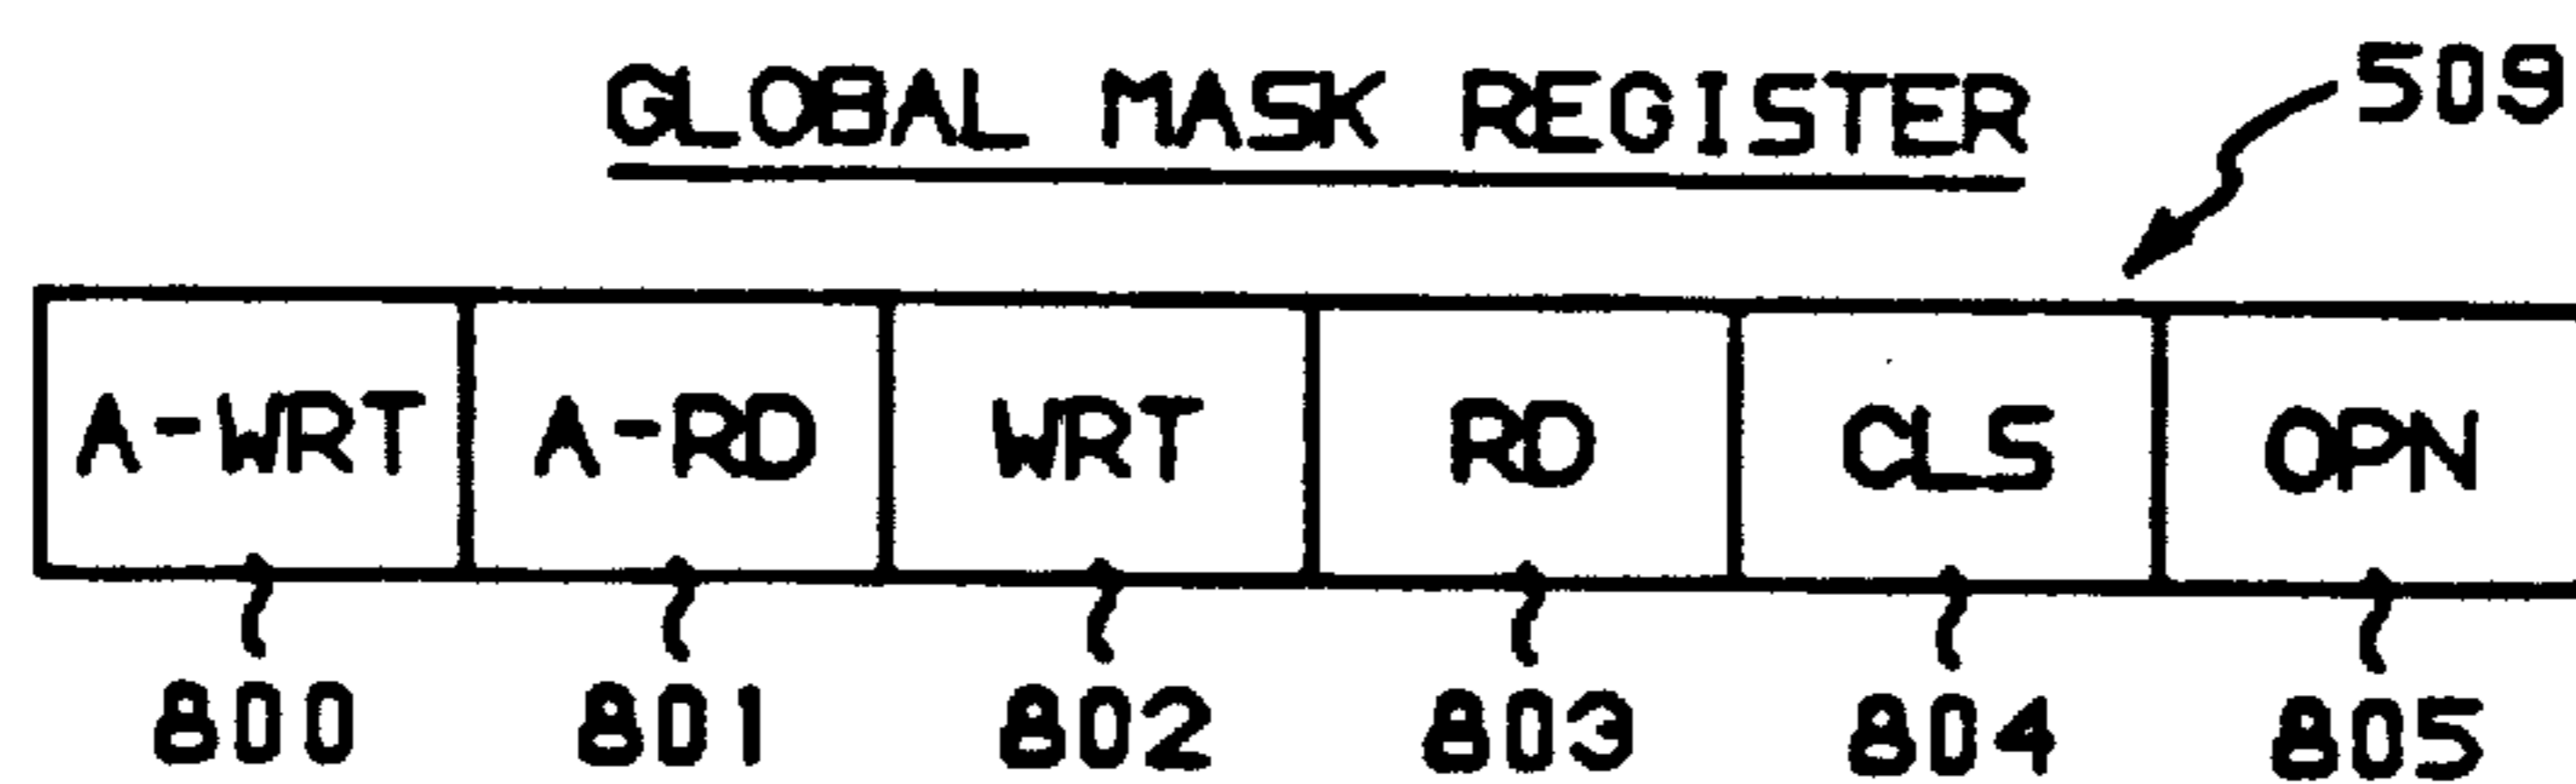 GLOBAL MASK REGISTER
509
A-WRT A-RD WRT RD CLS OPN
800 801 802 803 804 805